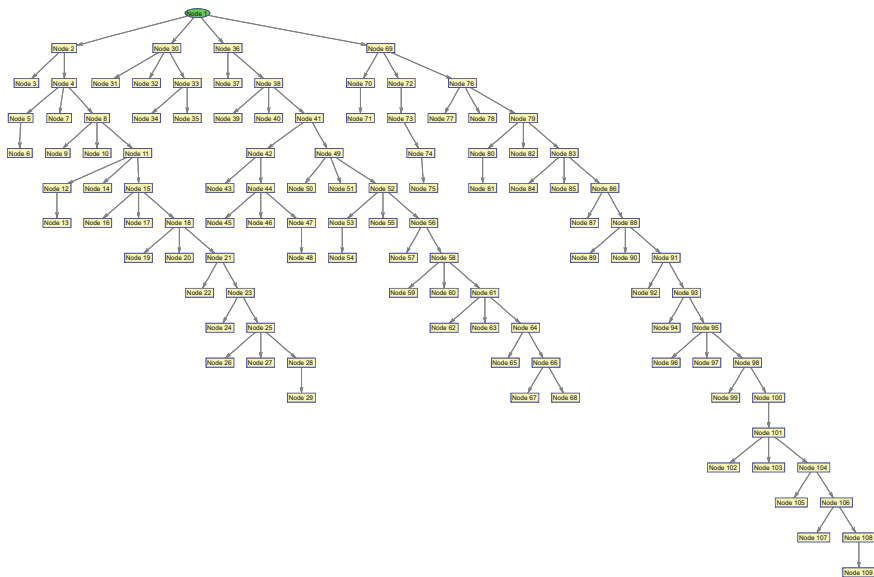 Node 1
Node 2 Node 30 Node 36 Node 69
Node 3 Node 4 Node 31 Node 32 Node 33 Node 37 Node 38 Node 70 Node 72 Node 76
Node 5 Node 7 Node 8 Node 34 Node 35 Node 39 Node 40 Node 41 Node 71 Node 73 Node 77 Node 78 Node 79
Node 6 Node 9 Node 10 Node 11 Node 42 Node 49 Node 74 Node 80 Node 82 Node 83
Node 12 Node 14 Node 15 Node 43 Node 44 Node 50 Node 51 Node 52 Node 75 Node 81 Node 84 Node 85 Node 86
Node 13 Node 16 Node 17 Node 18 Node 45 Node 46 Node 47 Node 53 Node 55 Node 56 Node 87 Node 88
Node 19 Node 20 Node 21 Node 48 Node 54 Node 57 Node 58 Node 89 Node 90 Node 91
Node 22 Node 23 Node 59 Node 60 Node 61 Node 92 Node 93
Node 24 Node 25 Node 62 Node 63 Node 64 Node 94 Node 95
Node 26 Node 27 Node 28 Node 65 Node 66 Node 96 Node 97 Node 98
Node 29 Node 67 Node 68 Node 99 Node 100
Node 101
Node 102 Node 103 Node 104
Node 105 Node 106
Node 107 Node 108
Node 109